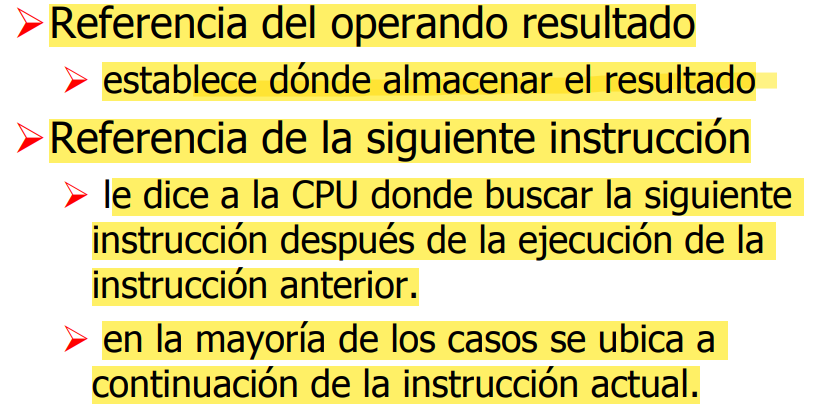 Referencia del operando resultado
establece dónde almacenar el resultado
Referencia de la siguiente instrucción
le dice a la CPU donde buscar la siguiente
instrucción después de la ejecución de la
instrucción anterior.
en la mayoría de los casos se ubica a
continuación de la instrucción actual.